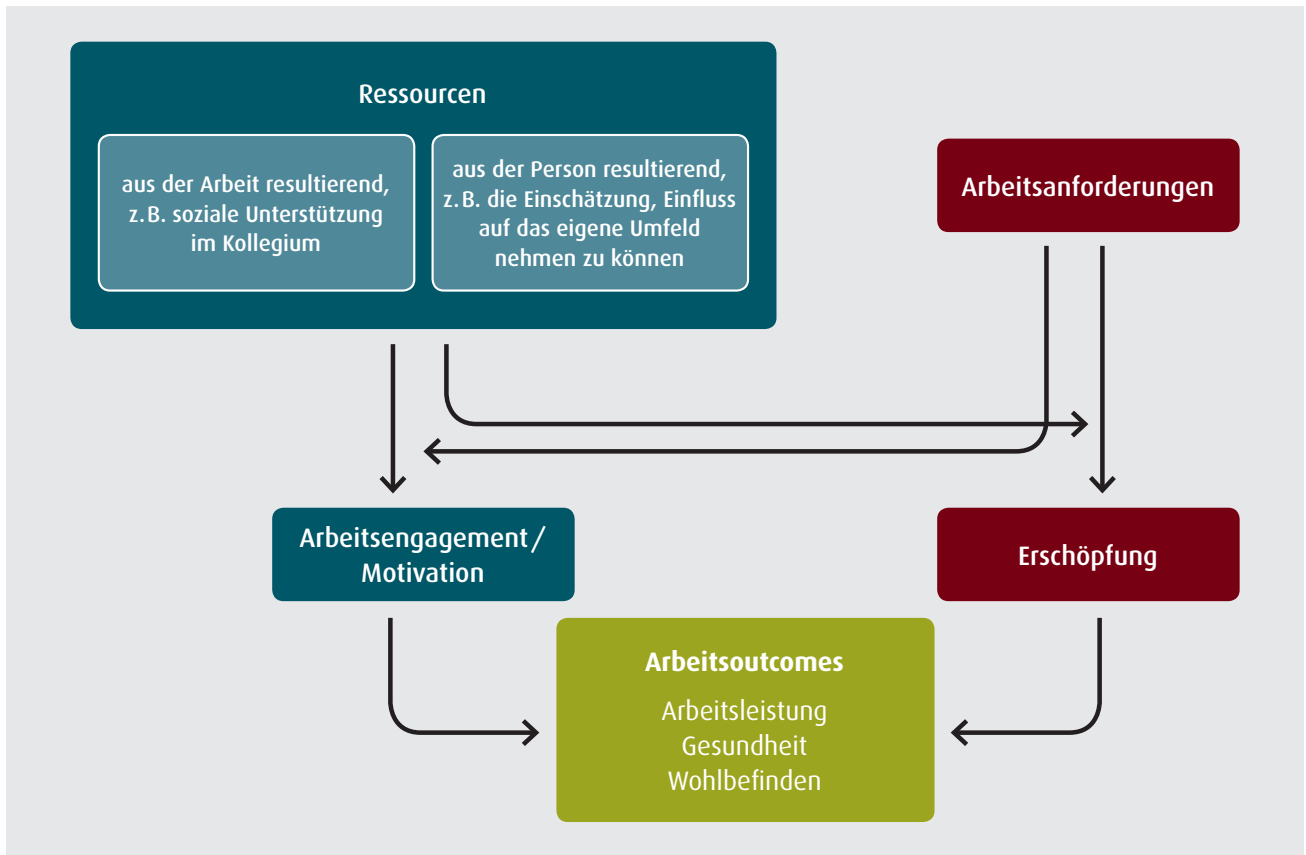 Ressourcen
aus der Arbeit resultierend,
z.B. soziale Unterstützung
im Kollegium
aus der Person resultierend,
z.B. die Einschätzung, Einfluss
auf das eigene Umfeld
nehmen zu können
Arbeitsanforderungen
Arbeitsengagement/
Motivation
Erschöpfung
Arbeitsoutcomes
Arbeitsleistung
Gesundheit
Wohlbefinden